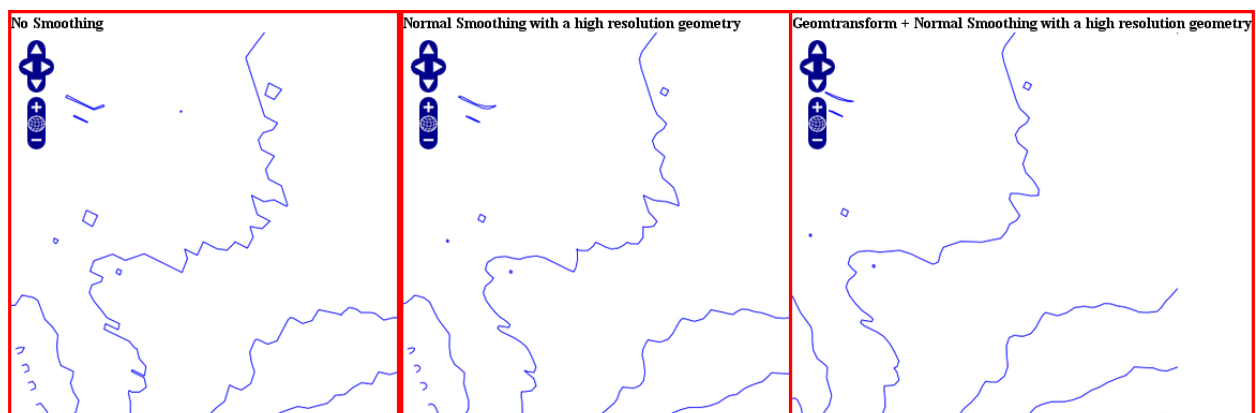 No Smoothing
Normal Smoothing with a high resolution geometry
Geomtransform + Normal Smoothing with a high resolution geometry